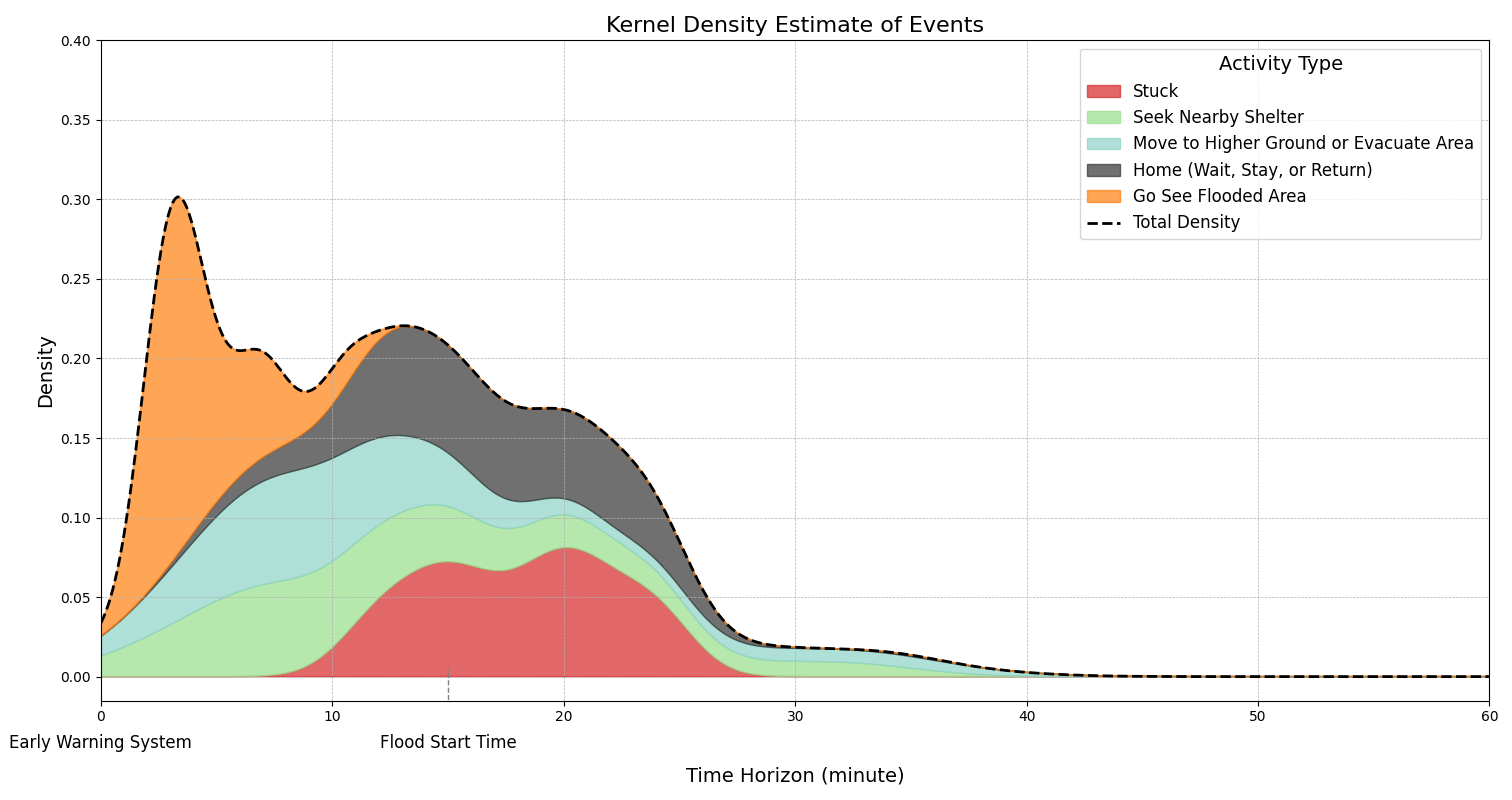 Kernel Density Estimate of Events
Activity Type
Stuck
Seek Nearby Shelter
Move to Higher Ground or Evacuate Area
Home (Wait, Stay, or Return)
Go See Flooded Area
Total Density
Density
0.40
0.35
0.30
0.25
0.20
0.15
0.10
0.05
0.00
0 10 20 30 40 50 60
Early Warning System
Flood Start Time
Time Horizon (minute)